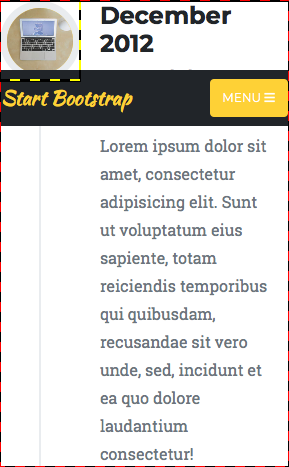 December
2012
Start Bootstrap
MENU
Lorem ipsum dolor sit
amet, consectetur
adipisicing elit. Sunt
ut voluptatum eius
sapiente, totam
reiciendis temporibus
qui quibusdam,
recusandae sit vero
unde, sed, incidunt et
ea quo dolore
laudantium
consectetur!